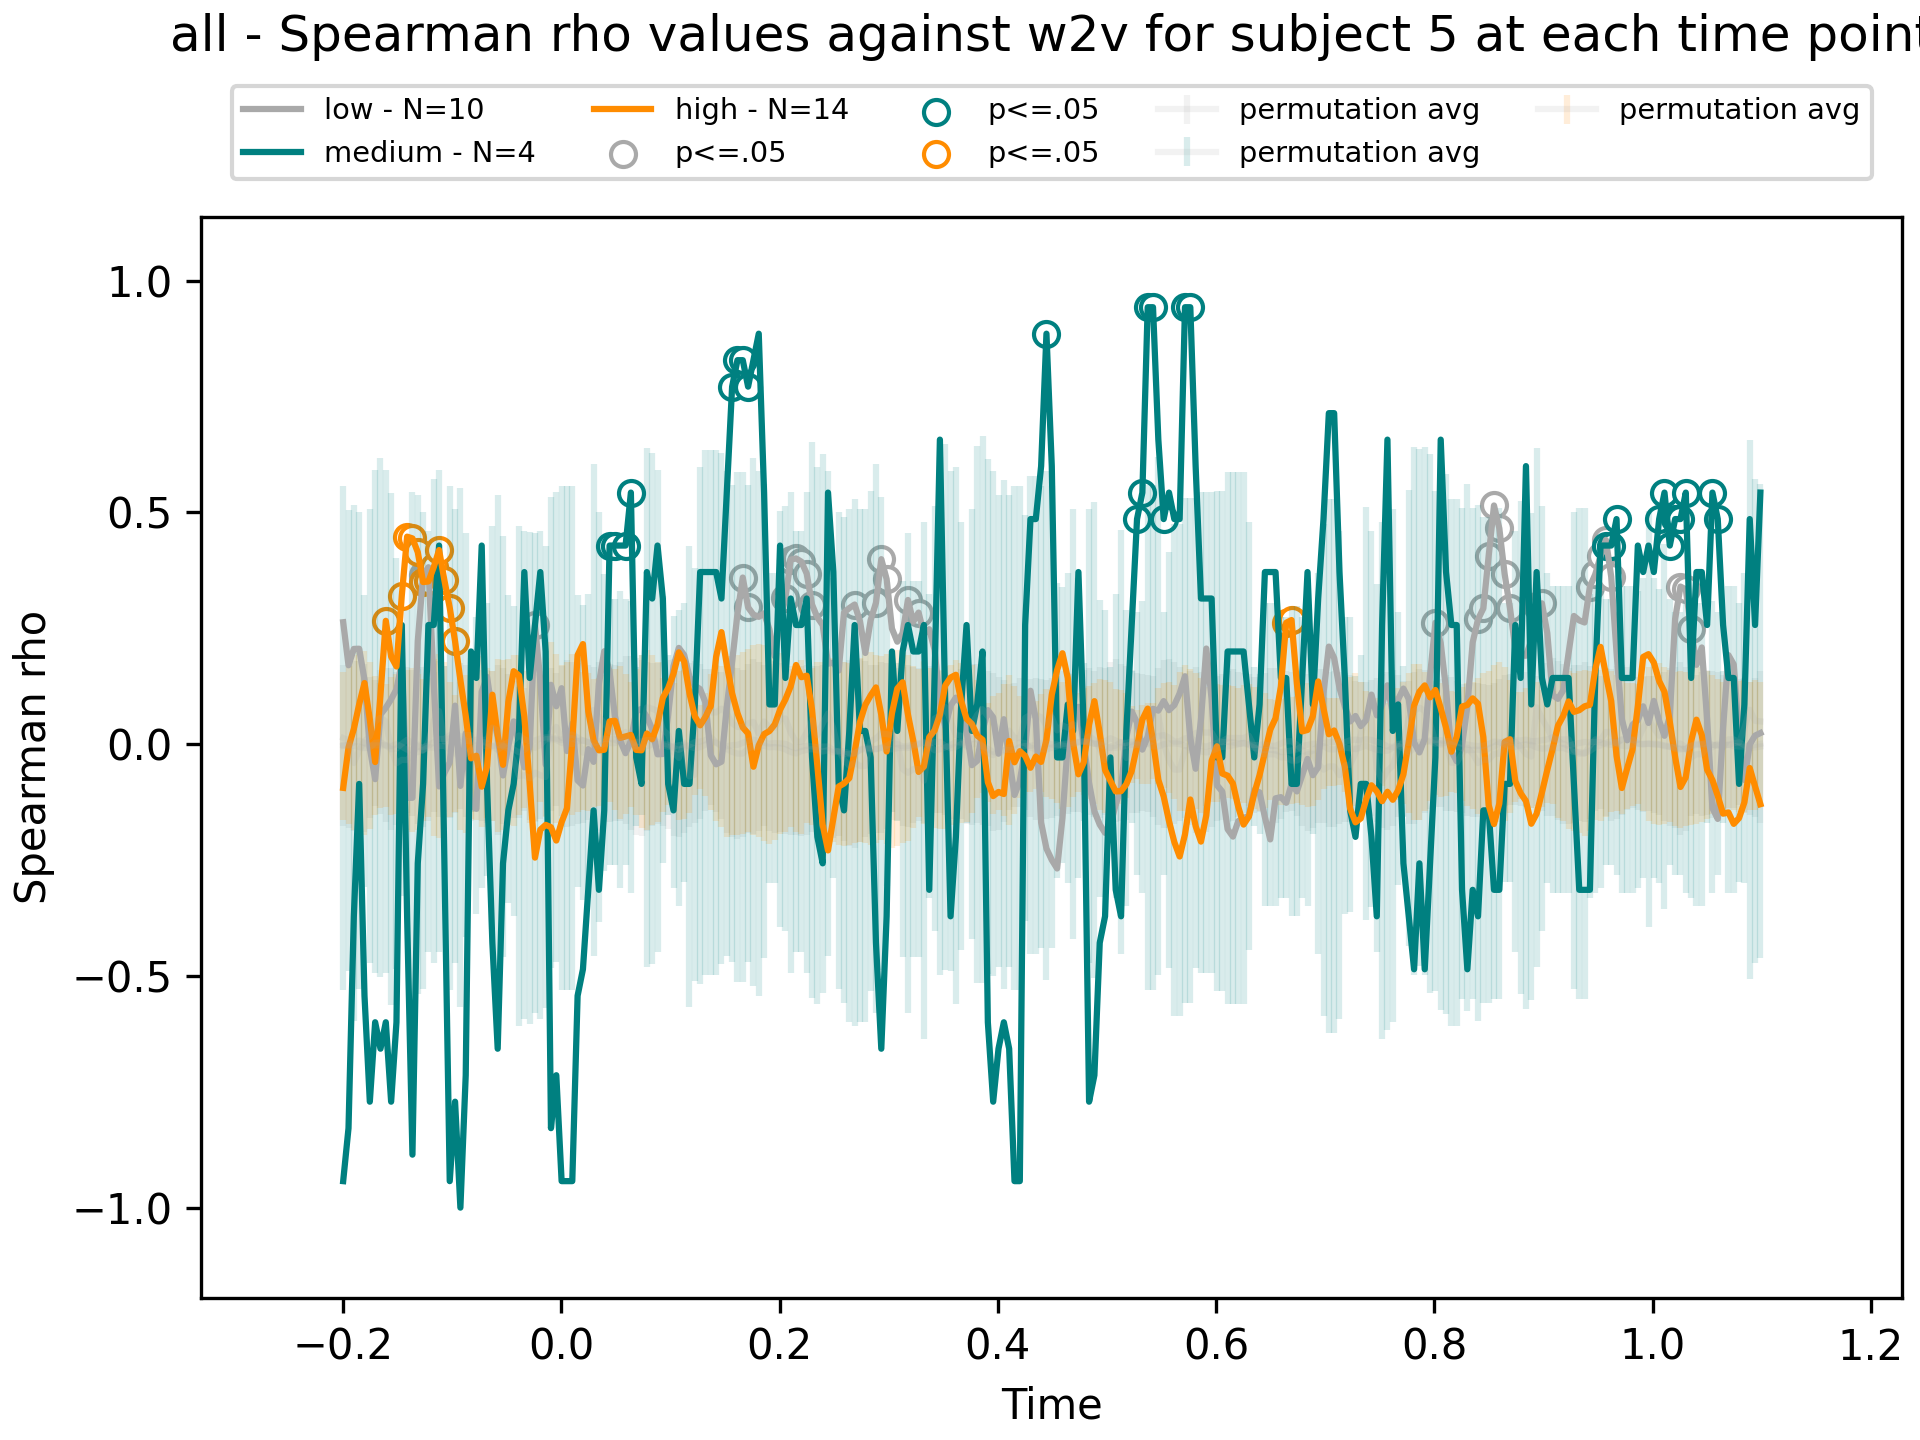 all - Spearman rho values against w2v for subject 5 at each time point
low - N=10
medium - N=4
high - N=14
p<=.05
p<=.05
p<=.05
permutation avg
permutation avg
permutation avg
1.0
0.5
0.0
−0.5
−1.0
Spearman rho
−0.2 0.0 0.2 0.4 0.6 0.8 1.0 1.2
Time